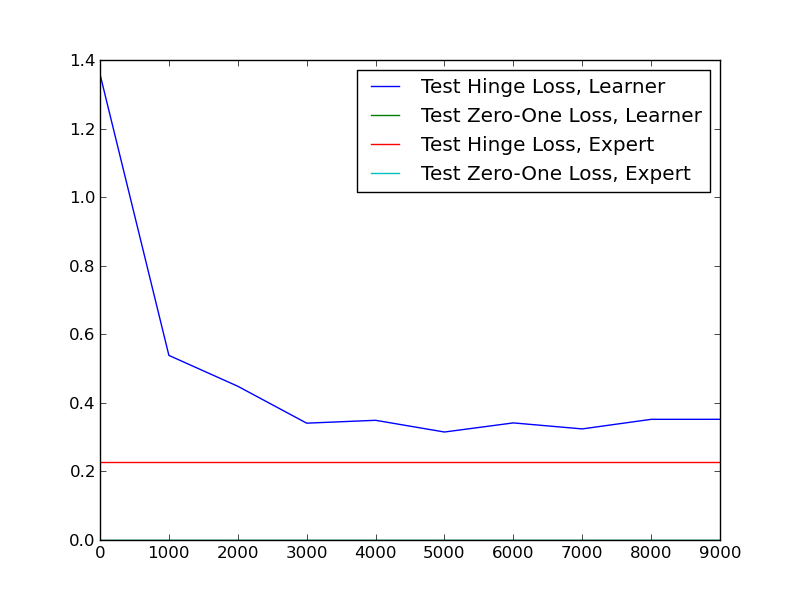 1.4
1.2
1.0
0.8
0.6
0.4
0.2
0.0
0 1000 2000 3000 4000 5000 6000 7000 8000 9000
Test Hinge Loss, Learner
Test Zero-One Loss, Learner
Test Hinge Loss, Expert
Test Zero-One Loss, Expert